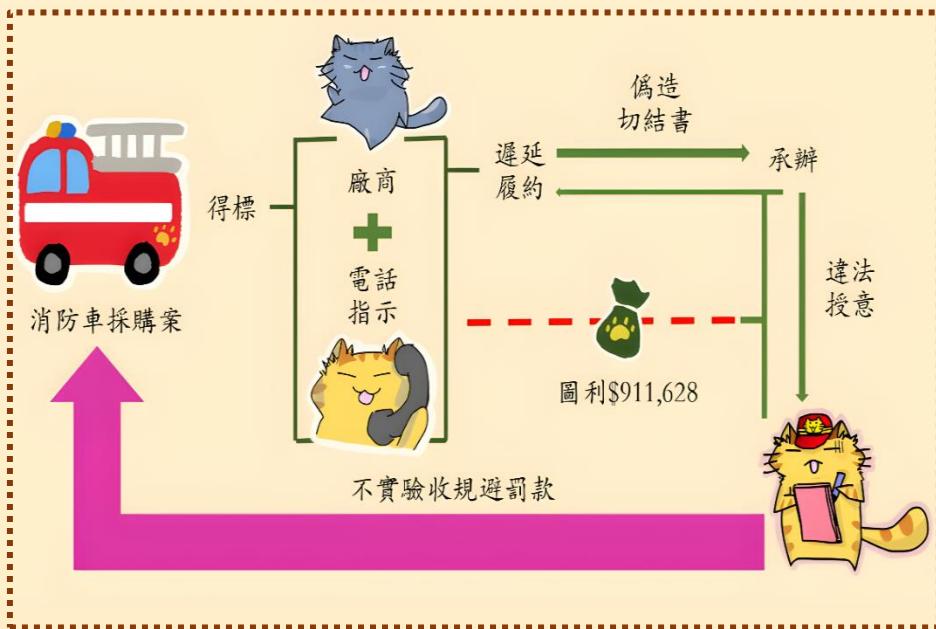 偽造
切結書
得標
廠商
遲延
履約
承辦
電話
指示
違法
授意
消防車採購案
圖利$911,628
不實驗收規避罰款